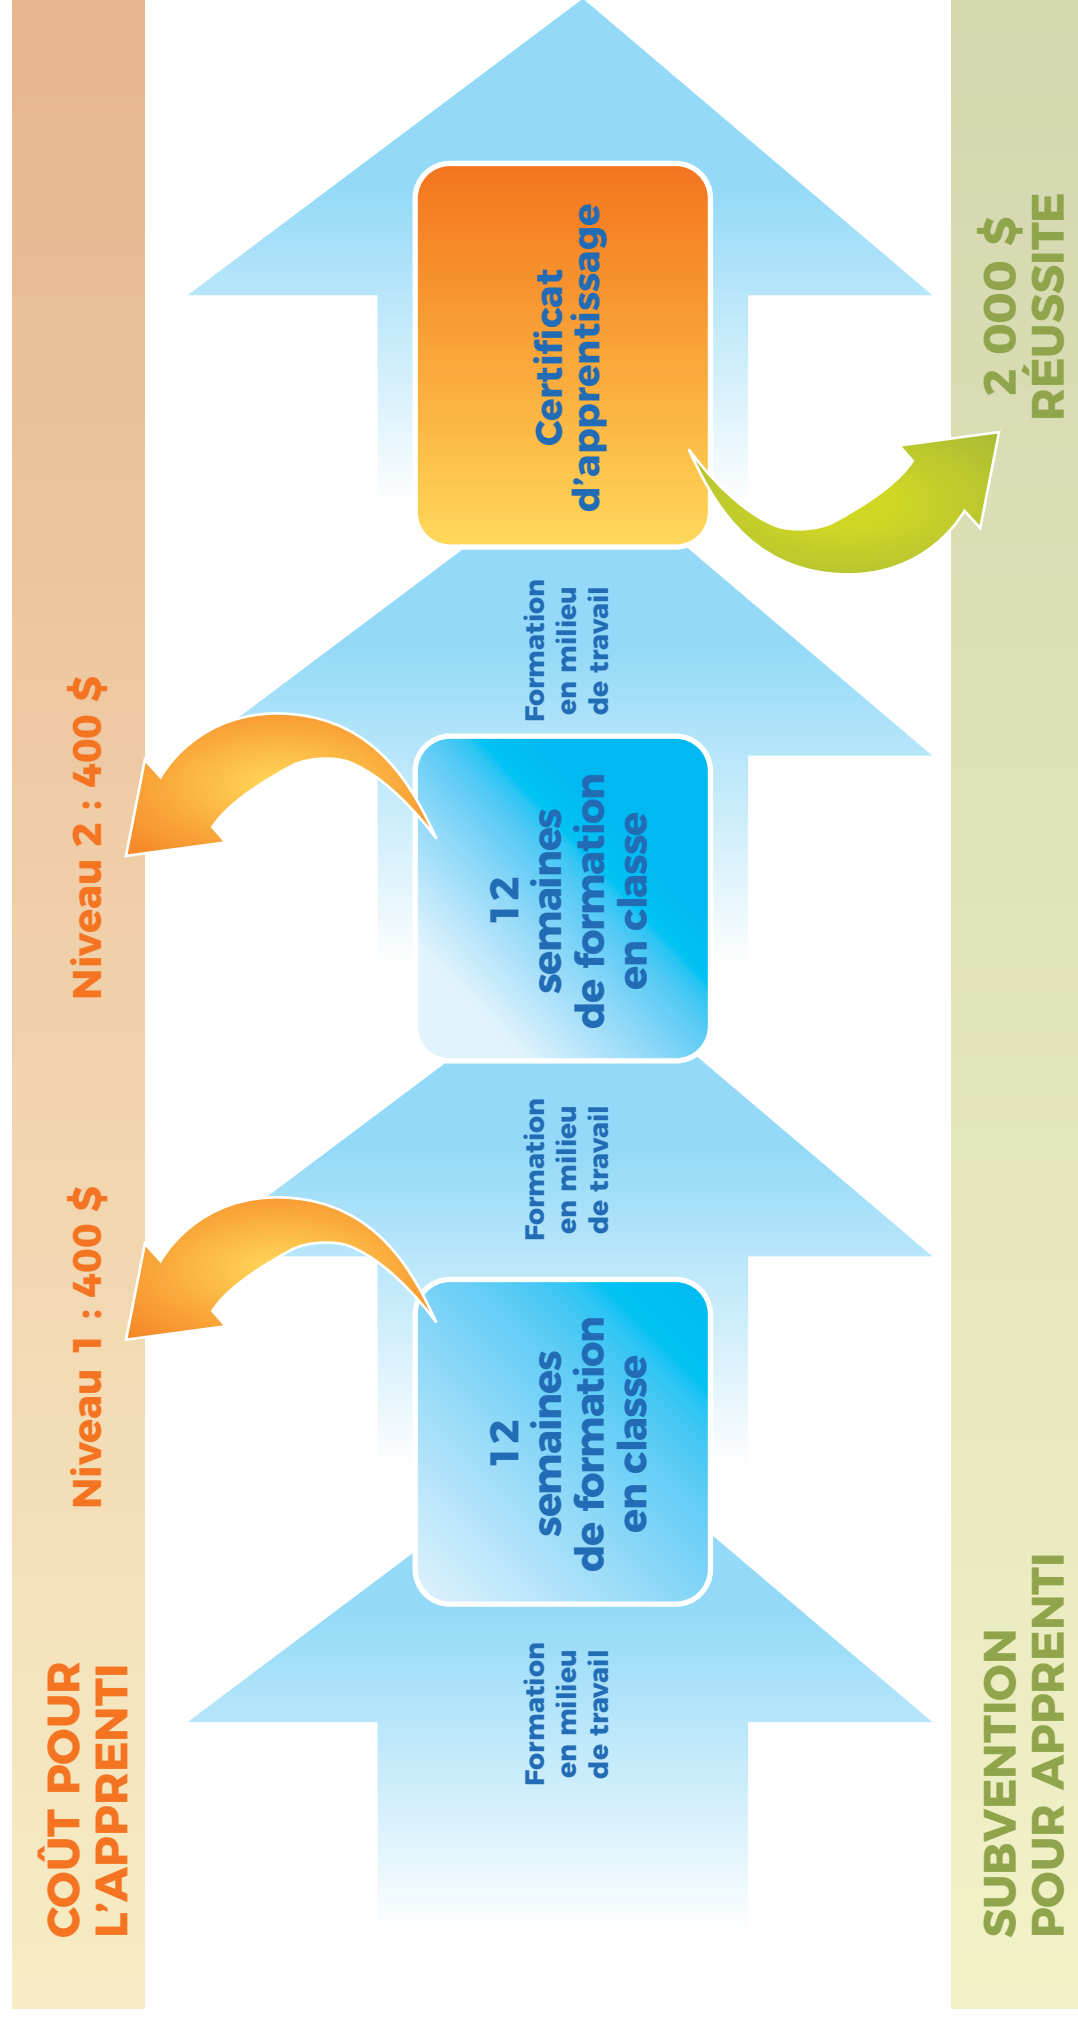 COÛT POUR
L'APPRENTI
Niveau 1 : 400 $
Niveau 2 : 400 $
Formation
en milieu
de travail
12
semaines
de formation
en classe
Formation
en milieu
de travail
12
semaines
de formation
en classe
Formation
en milieu
de travail
Certificat
d'apprentissage
SUBVENTION
POUR APPRENTI
2 000 $
RÉUSSITE